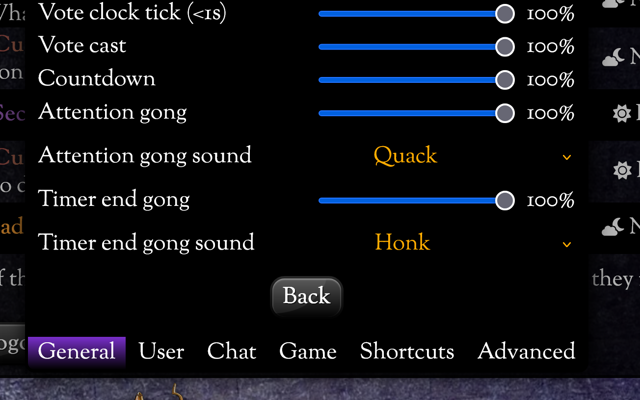 Vote clock tick (<1s) 100%
Vote cast 100%
Countdown 100%
Attention gong 100%
Attention gong sound Quack
Timer end gong 100%
Timer end gong sound Honk
they
Back
General User Chat Game Shortcuts Advanced